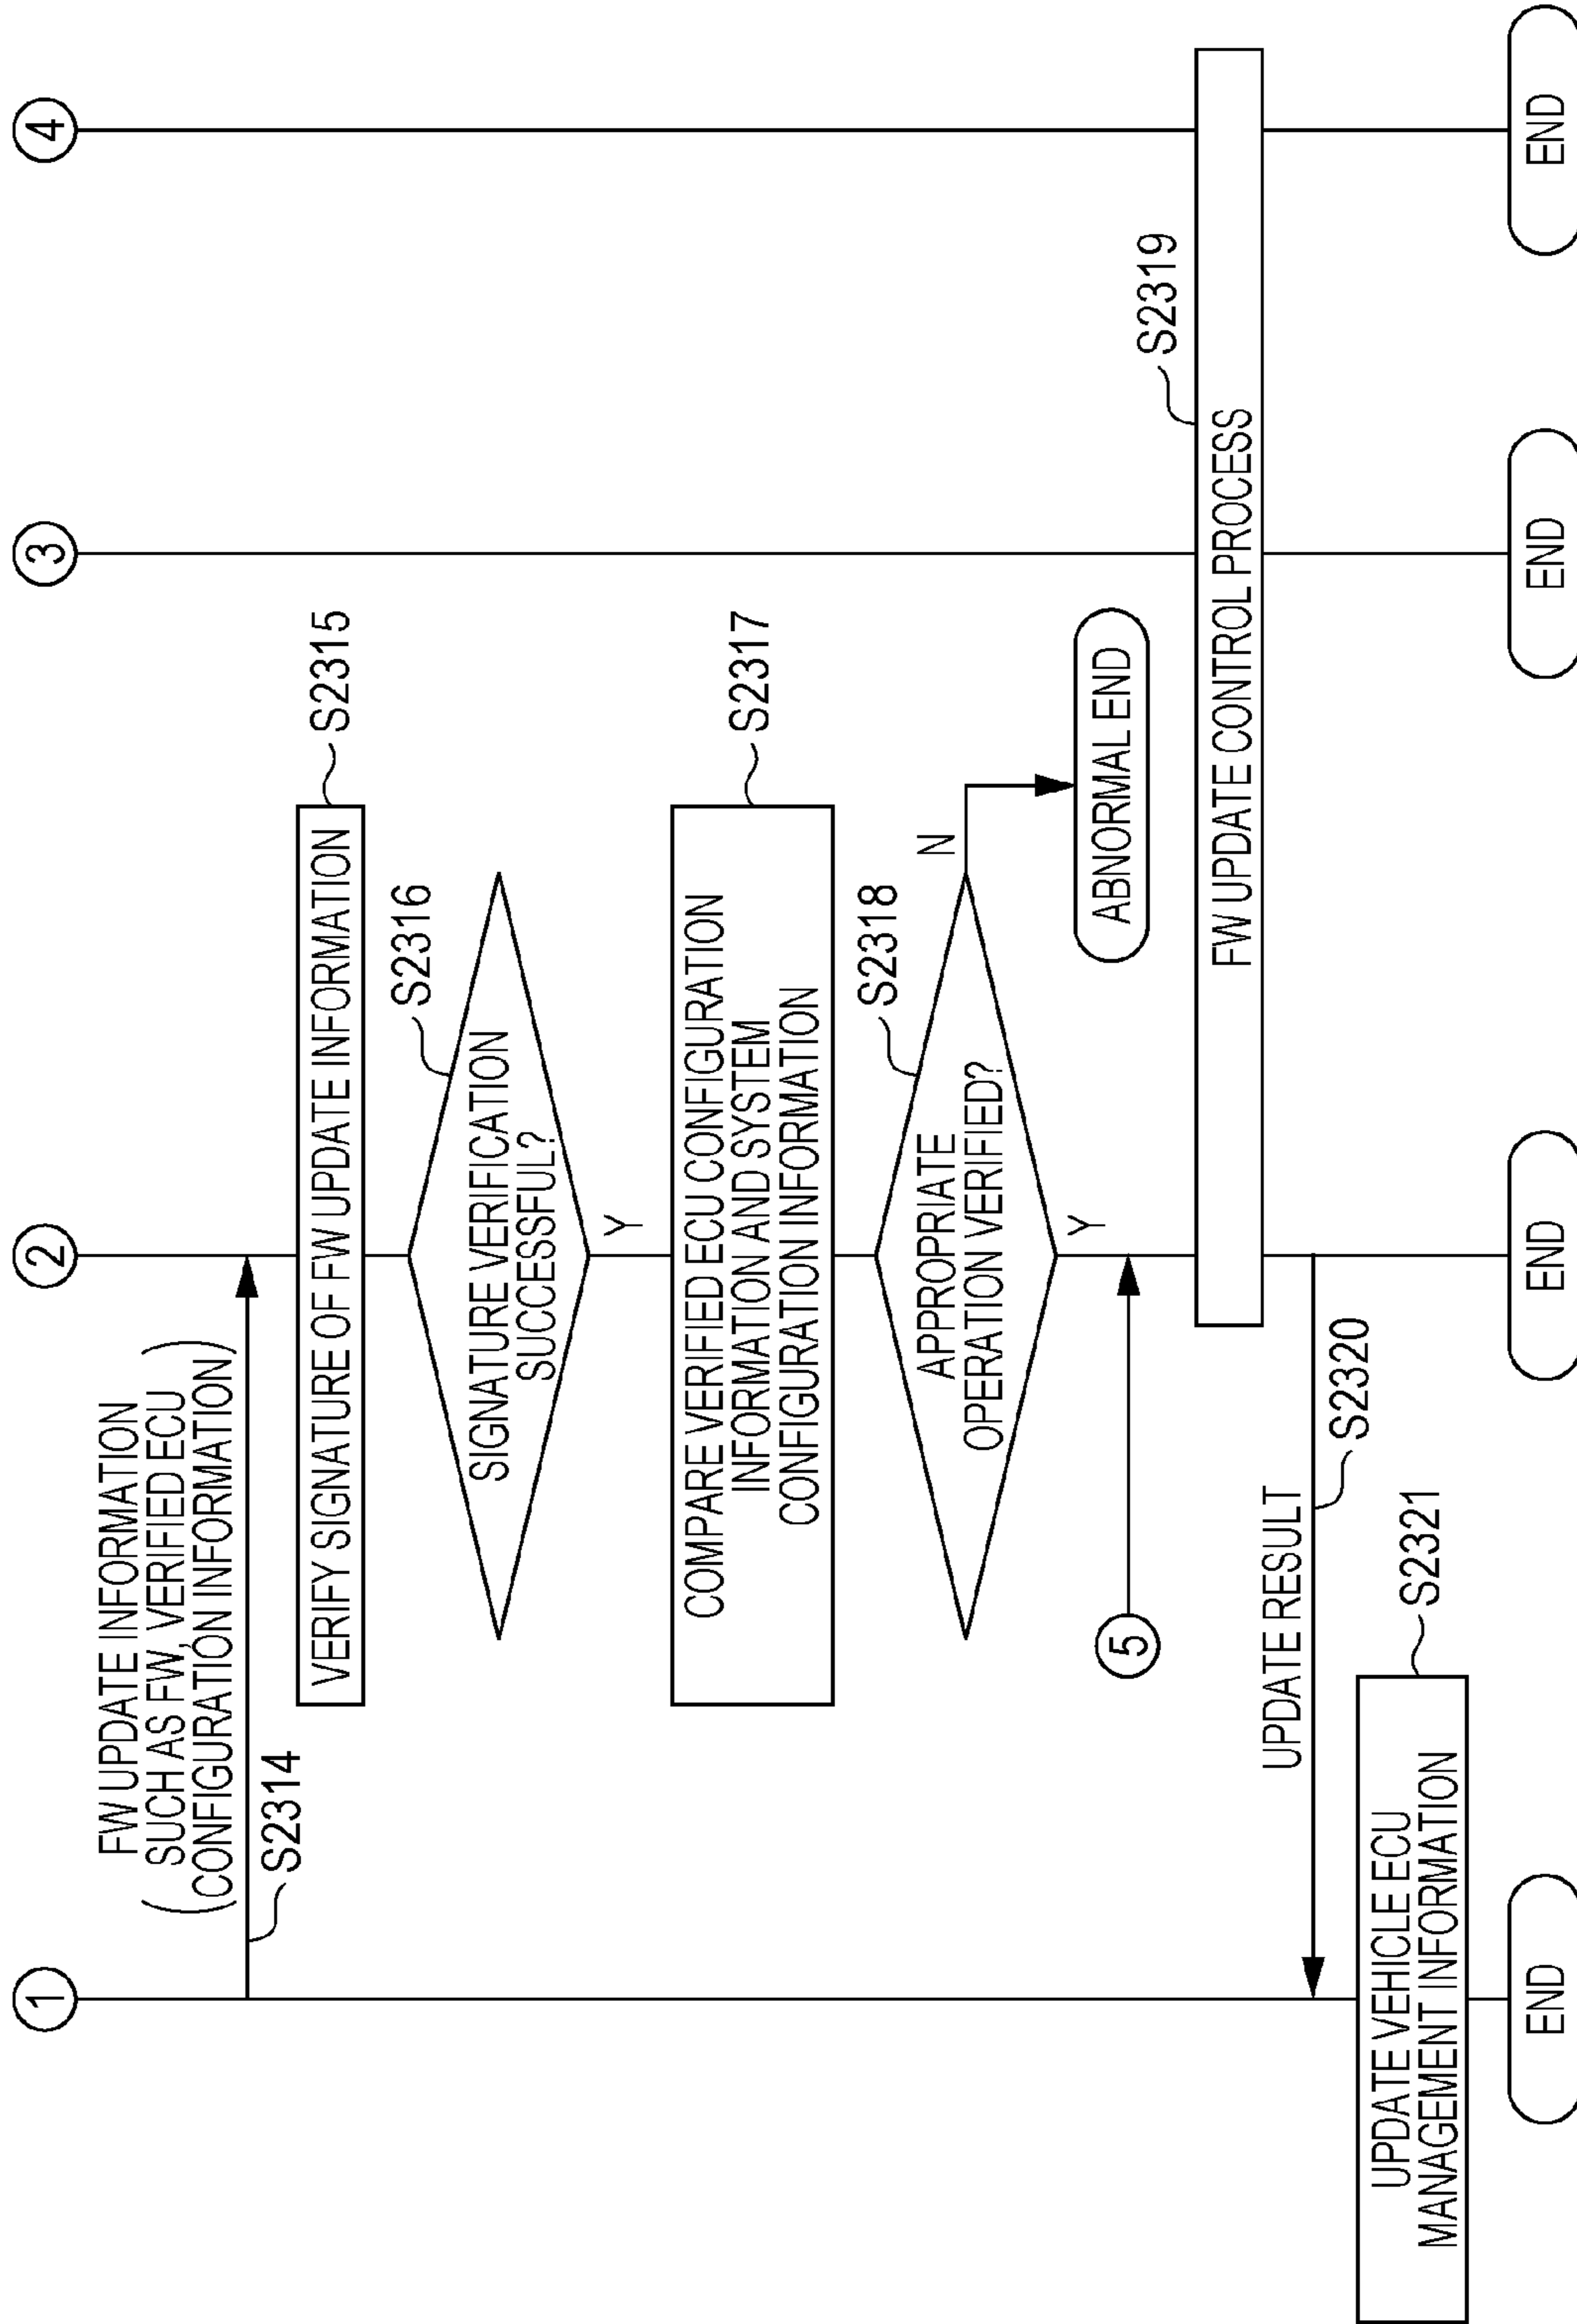 1
2
3
4
FW UPDATE INFORMATION
(SUCH AS FW, VERIFIED ECU
CONFIGURATION INFORMATION)
S2314
VERIFY SIGNATURE OF FW UPDATE INFORMATION
S2315
S2316
SIGNATURE VERIFICATION
SUCCESSFUL?
Y
COMPARE VERIFIED ECU CONFIGURATION
INFORMATION AND SYSTEM
CONFIGURATION INFORMATION
S2317
S2318
APPROPRIATE
OPERATION VERIFIED?
N
Y
ABNORMAL END
5
S2319
FW UPDATE CONTROL PROCESS
UPDATE RESULT
S2320
UPDATE VEHICLE ECU
MANAGEMENT INFORMATION
S2321
END
END
END
END